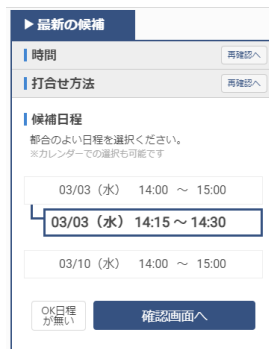 ▶最新の候補
時間
再確認へ
打合せ方法
再確認へ
候補日程
都合のよい日程を選択ください。
※カレンダーでの選択も可能です
03/03（水） 14:00 ～ 15:00
03/03（水） 14:15 ～ 14:30
03/10（水） 14:00 ～ 15:00
OK日程
が無い
確認画面へ